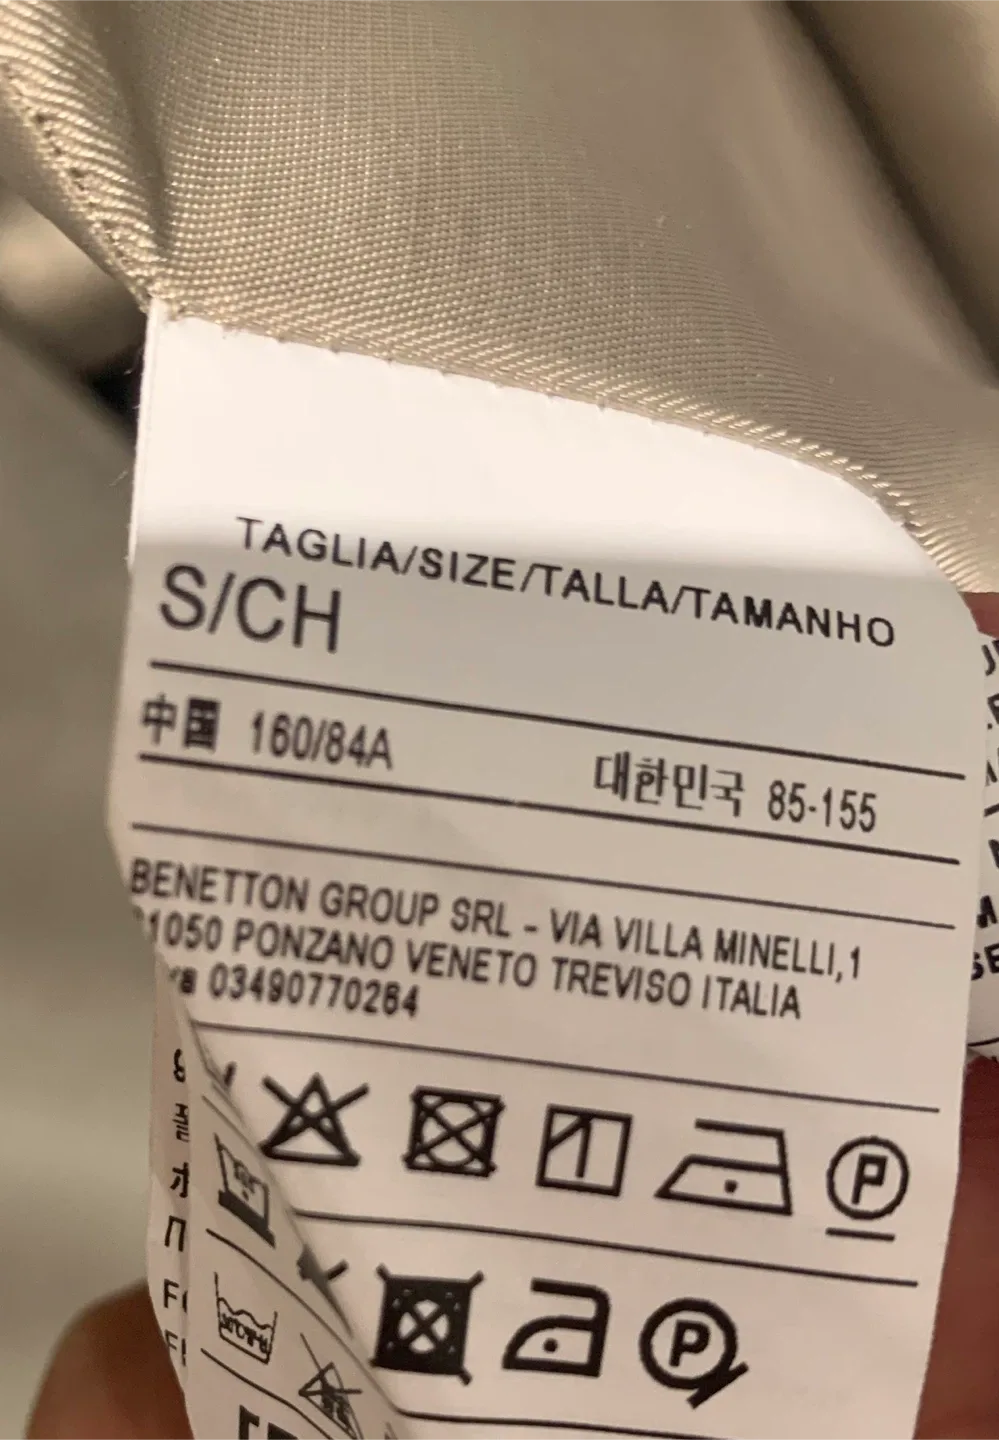 TAGLIA/SIZE/TALLA/TAMANHO
S/CH
中国 160/84A 대한민국 85-155
BENETTON GROUP SRL - VIA VILLA MINELLI,1
1050 PONZANO VENETO TREVISO ITALIA
03490770264
P
P